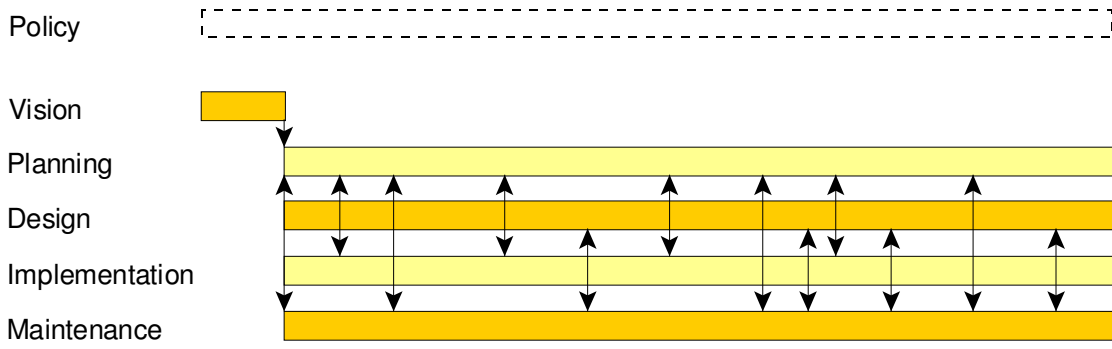 Policy
Vision
Planning
Design
Implementation
Maintenance